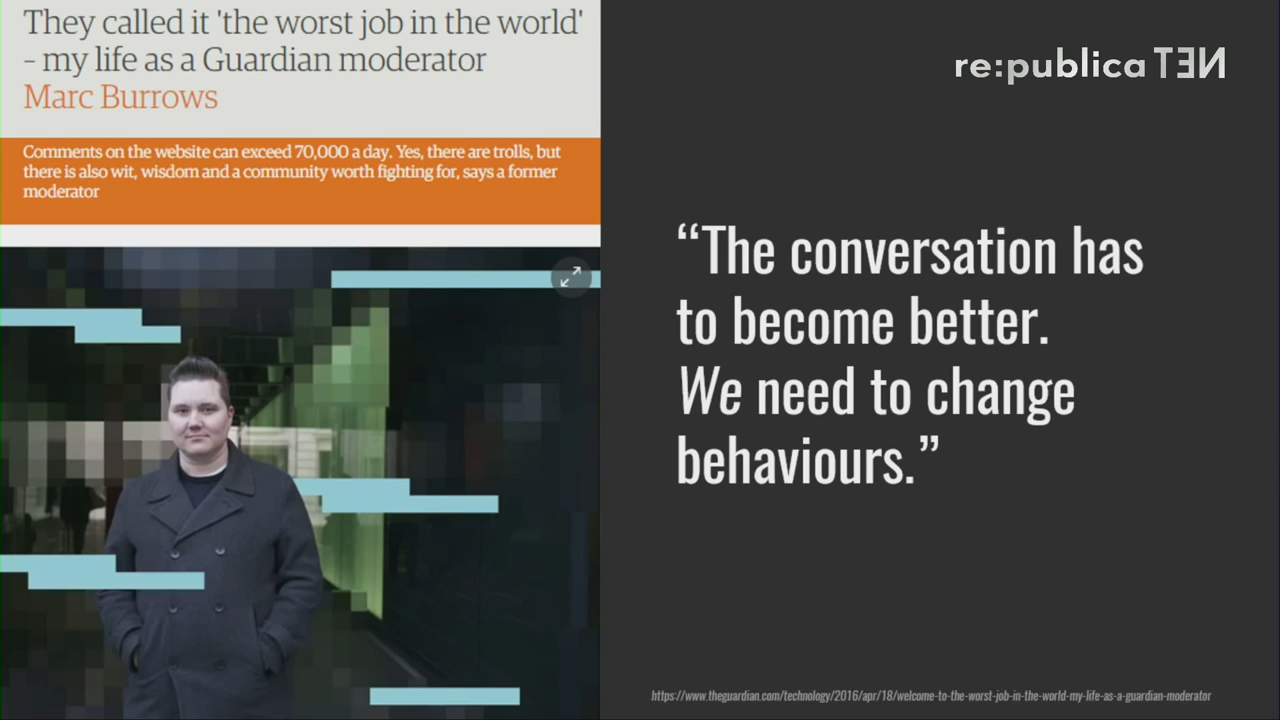 They called it 'the worst job in the world'
– my life as a Guardian moderator
Marc Burrows
Comments on the website can exceed 70,000 a day. Yes, there are trolls, but
there is also wit, wisdom and a community worth fighting for, says a former
moderator
re:publica TEN
“The conversation has
to become better.
We need to change
behaviours.”
https://www.theguardian.com/technology/2016/apr/18/welcome-to-the-worst-job-in-the-world-my-life-as-a-guardian-moderator